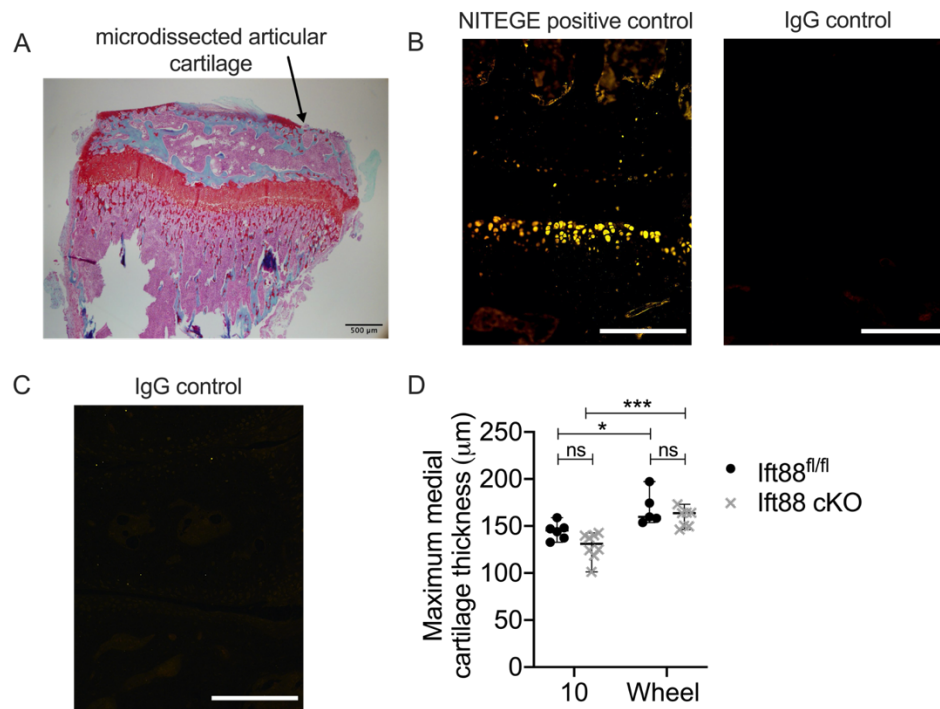 A
microdissected articular
cartilage
500 µm
B
NITEGE positive control
IgG control
C
IgG control
D
***
*
ns
ns
Maximum medial
cartilage thickness (µm)
250
200
150
100
50
0
10
Wheel
Ift88fl/fl
Ift88 cKO